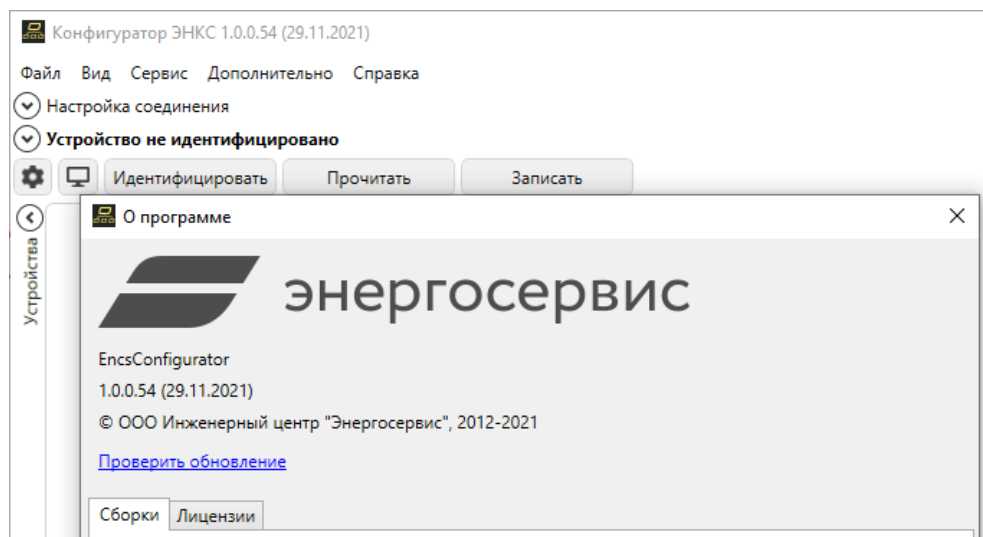 Конфигуратор ЭНКС 1.0.0.54 (29.11.2021)
Файл Вид Сервис Дополнительно Справка
Настройка соединения
Устройство не идентифицировано
Идентифицировать Прочитать Записать
Устройства
О программе
энергосервис
EncsConfigurator
1.0.0.54 (29.11.2021)
© ООО Инженерный центр "Энергосервис", 2012-2021
Проверить обновление
Сборки Лицензии